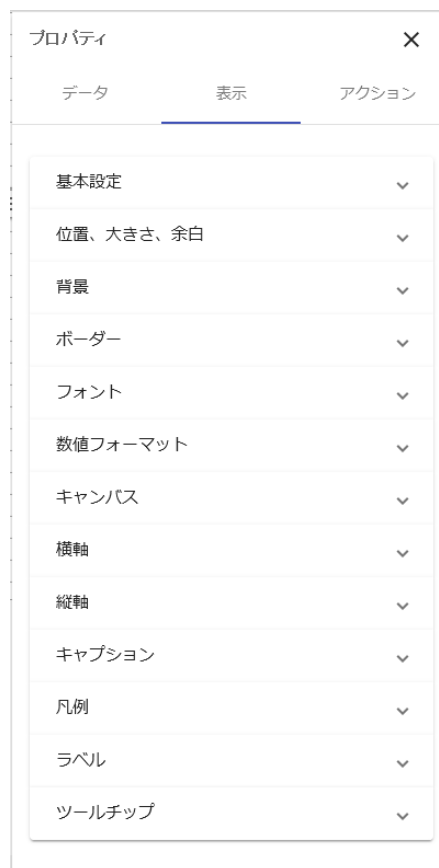 プロパティ
データ 表示 アクション
基本設定
位置、大きさ、余白
背景
ボーダー
フォント
数値フォーマット
キャンバス
横軸
縦軸
キャプション
凡例
ラベル
ツールチップ